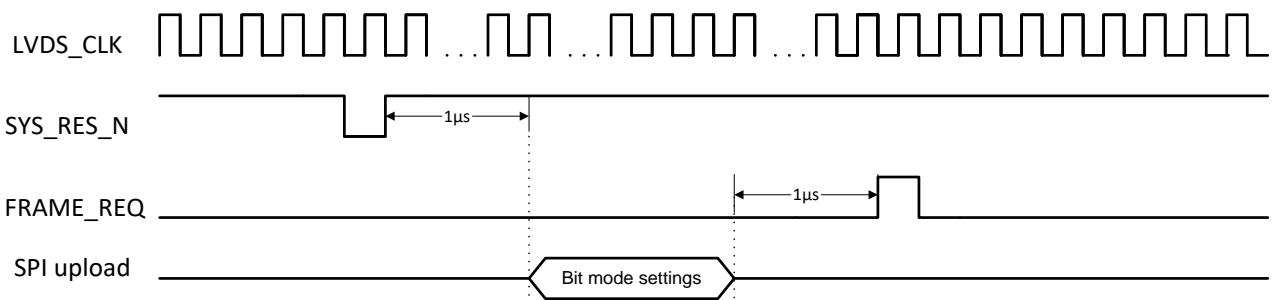 LVDS_CLK
... ... ...
SYS_RES_N
1µs
FRAME_REQ
1µs
SPI upload
Bit mode settings